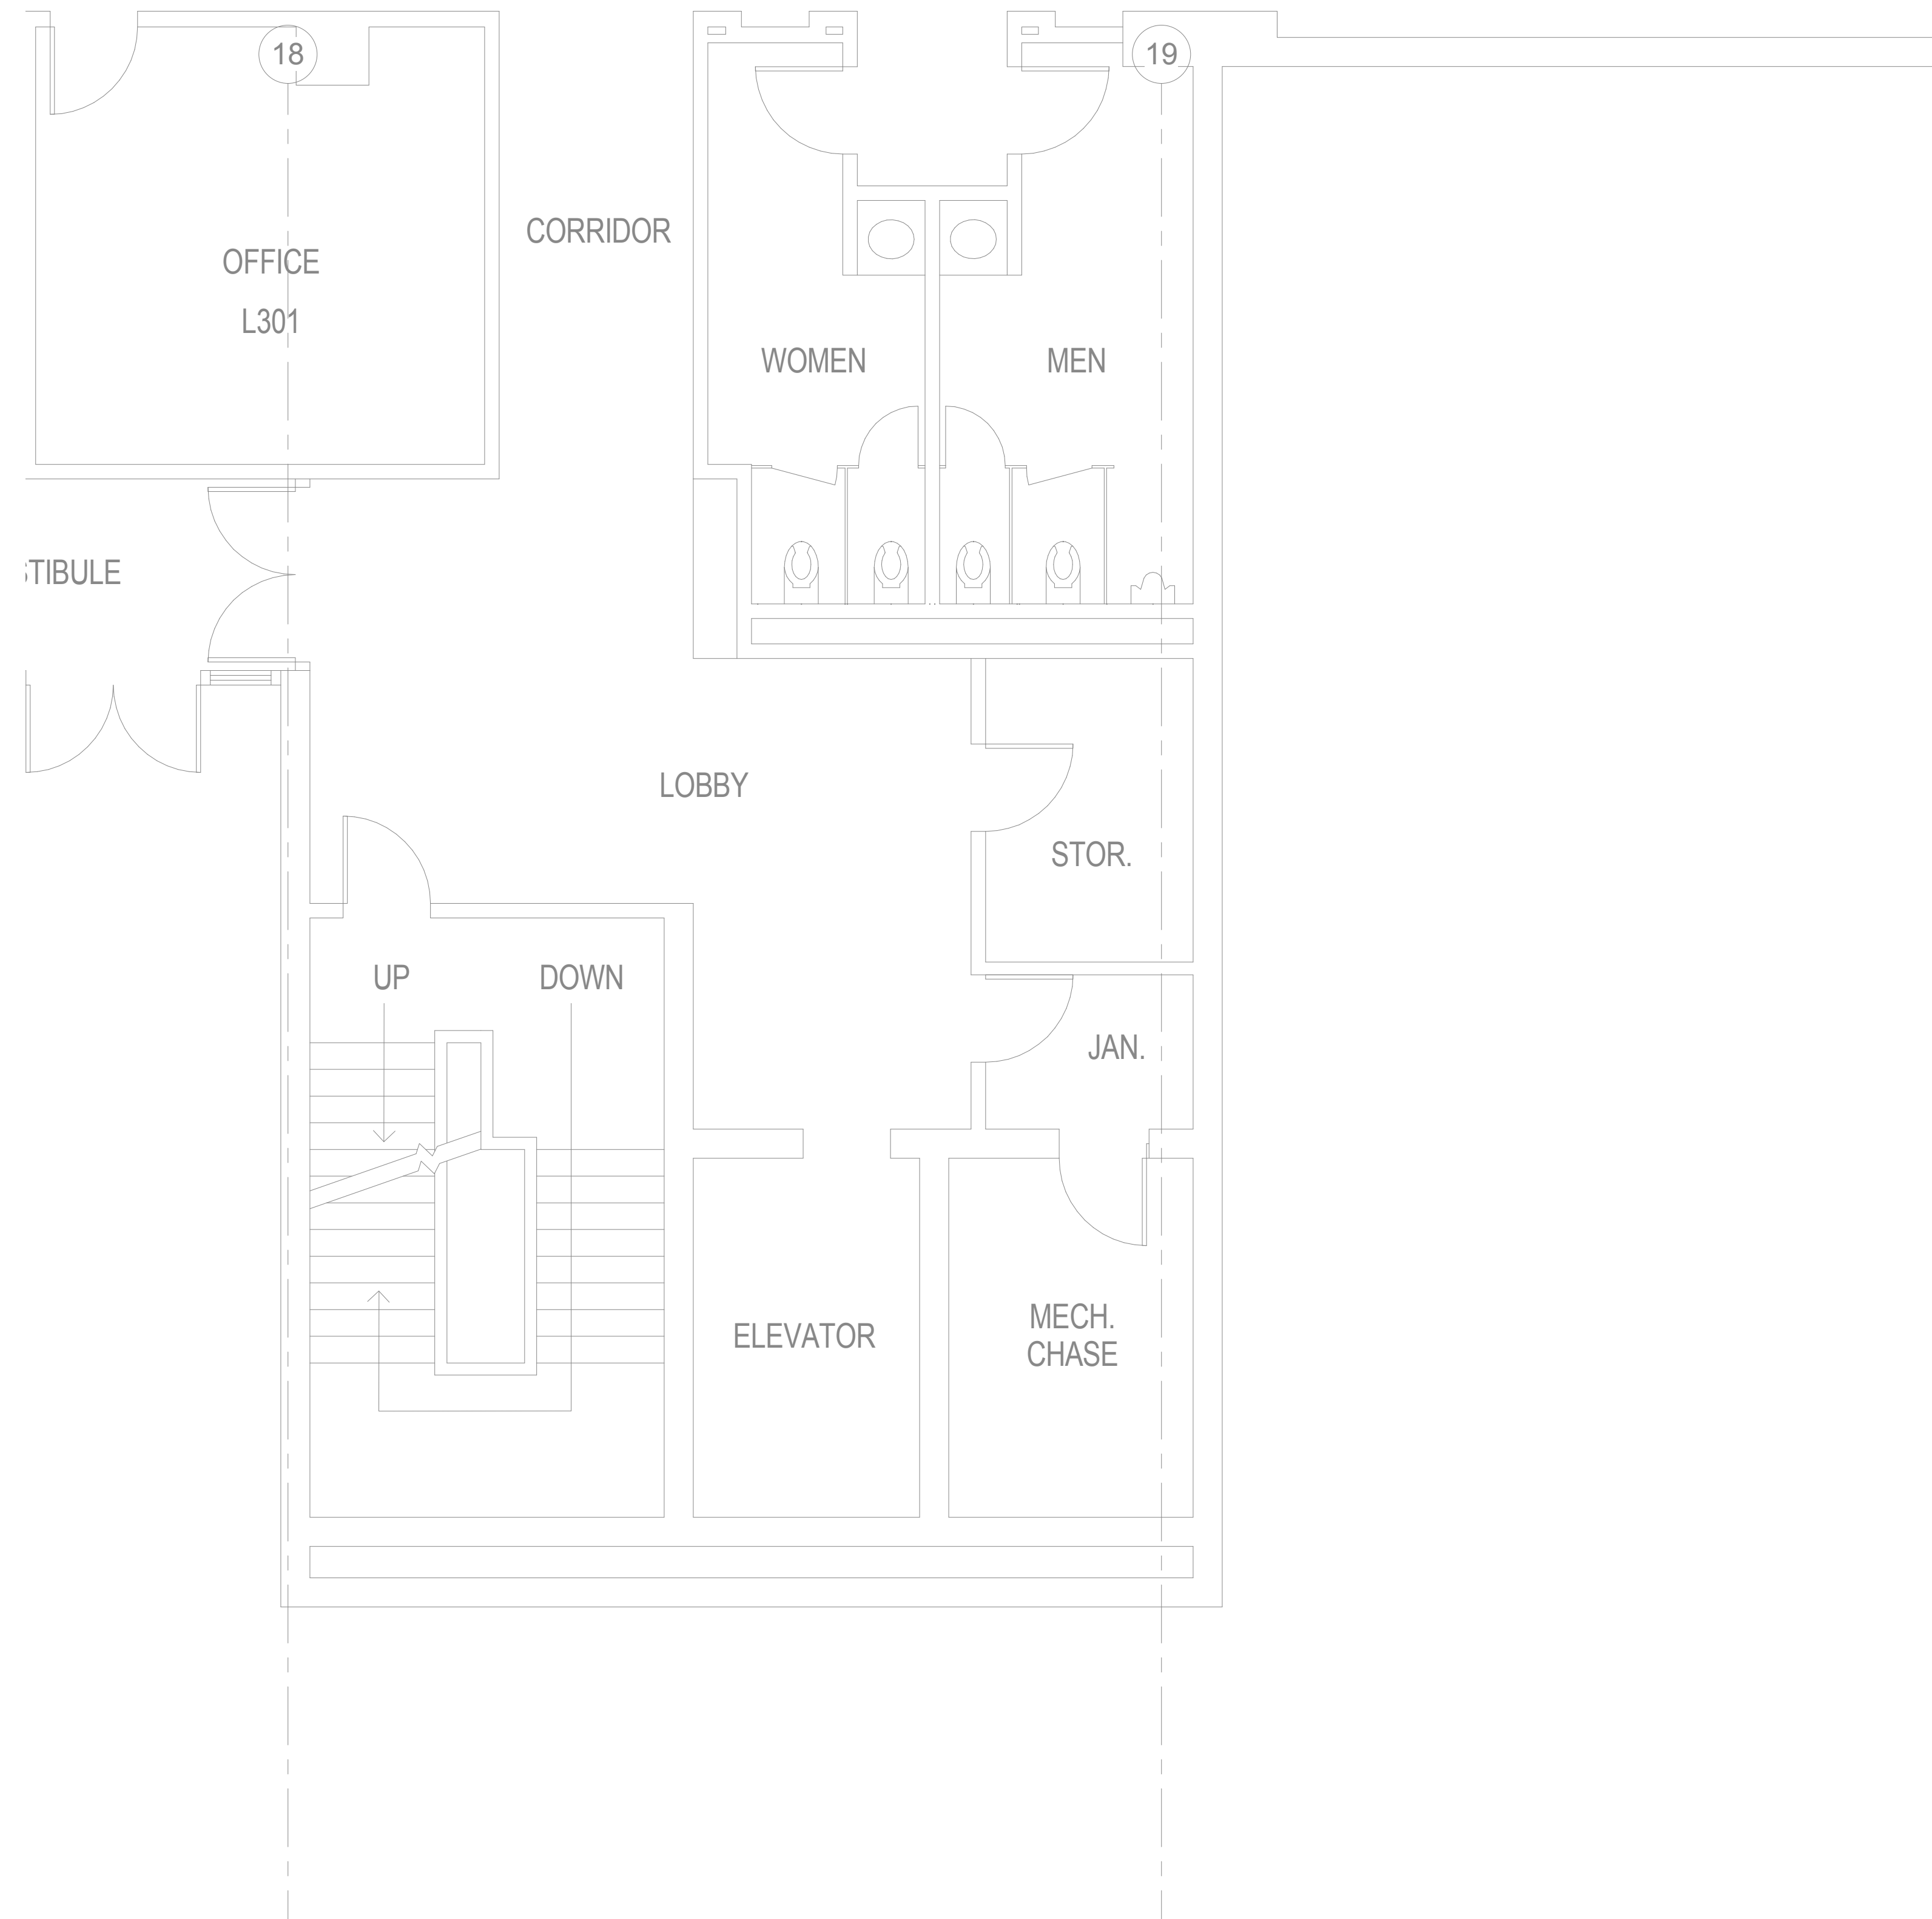 18
19
CORRIDOR
OFFICE
L301
WOMEN
MEN
STIBULE
LOBBY
STOR.
UP
DOWN
JAN.
ELEVATOR
MECH.
CHASE